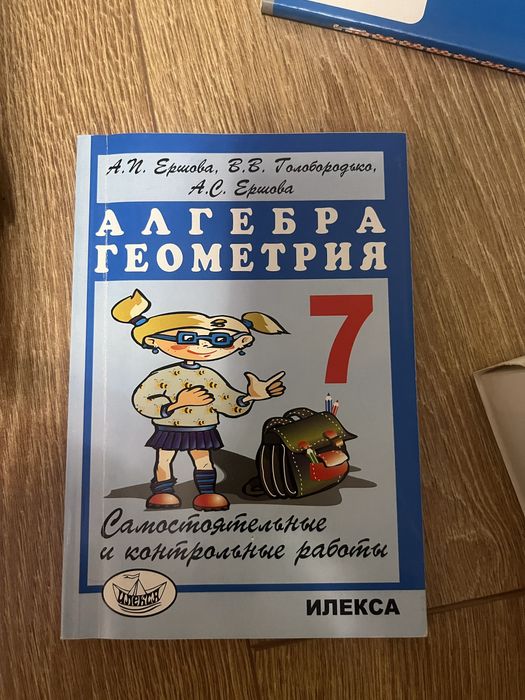 А.П. Ершова, В.В. Голобородько,
А.С. Ершова
АЛГЕБРА
ГЕОМЕТРИЯ
7
Самостоятельные
и контрольные работы
ИЛЕКСА
ИЛЕКСА